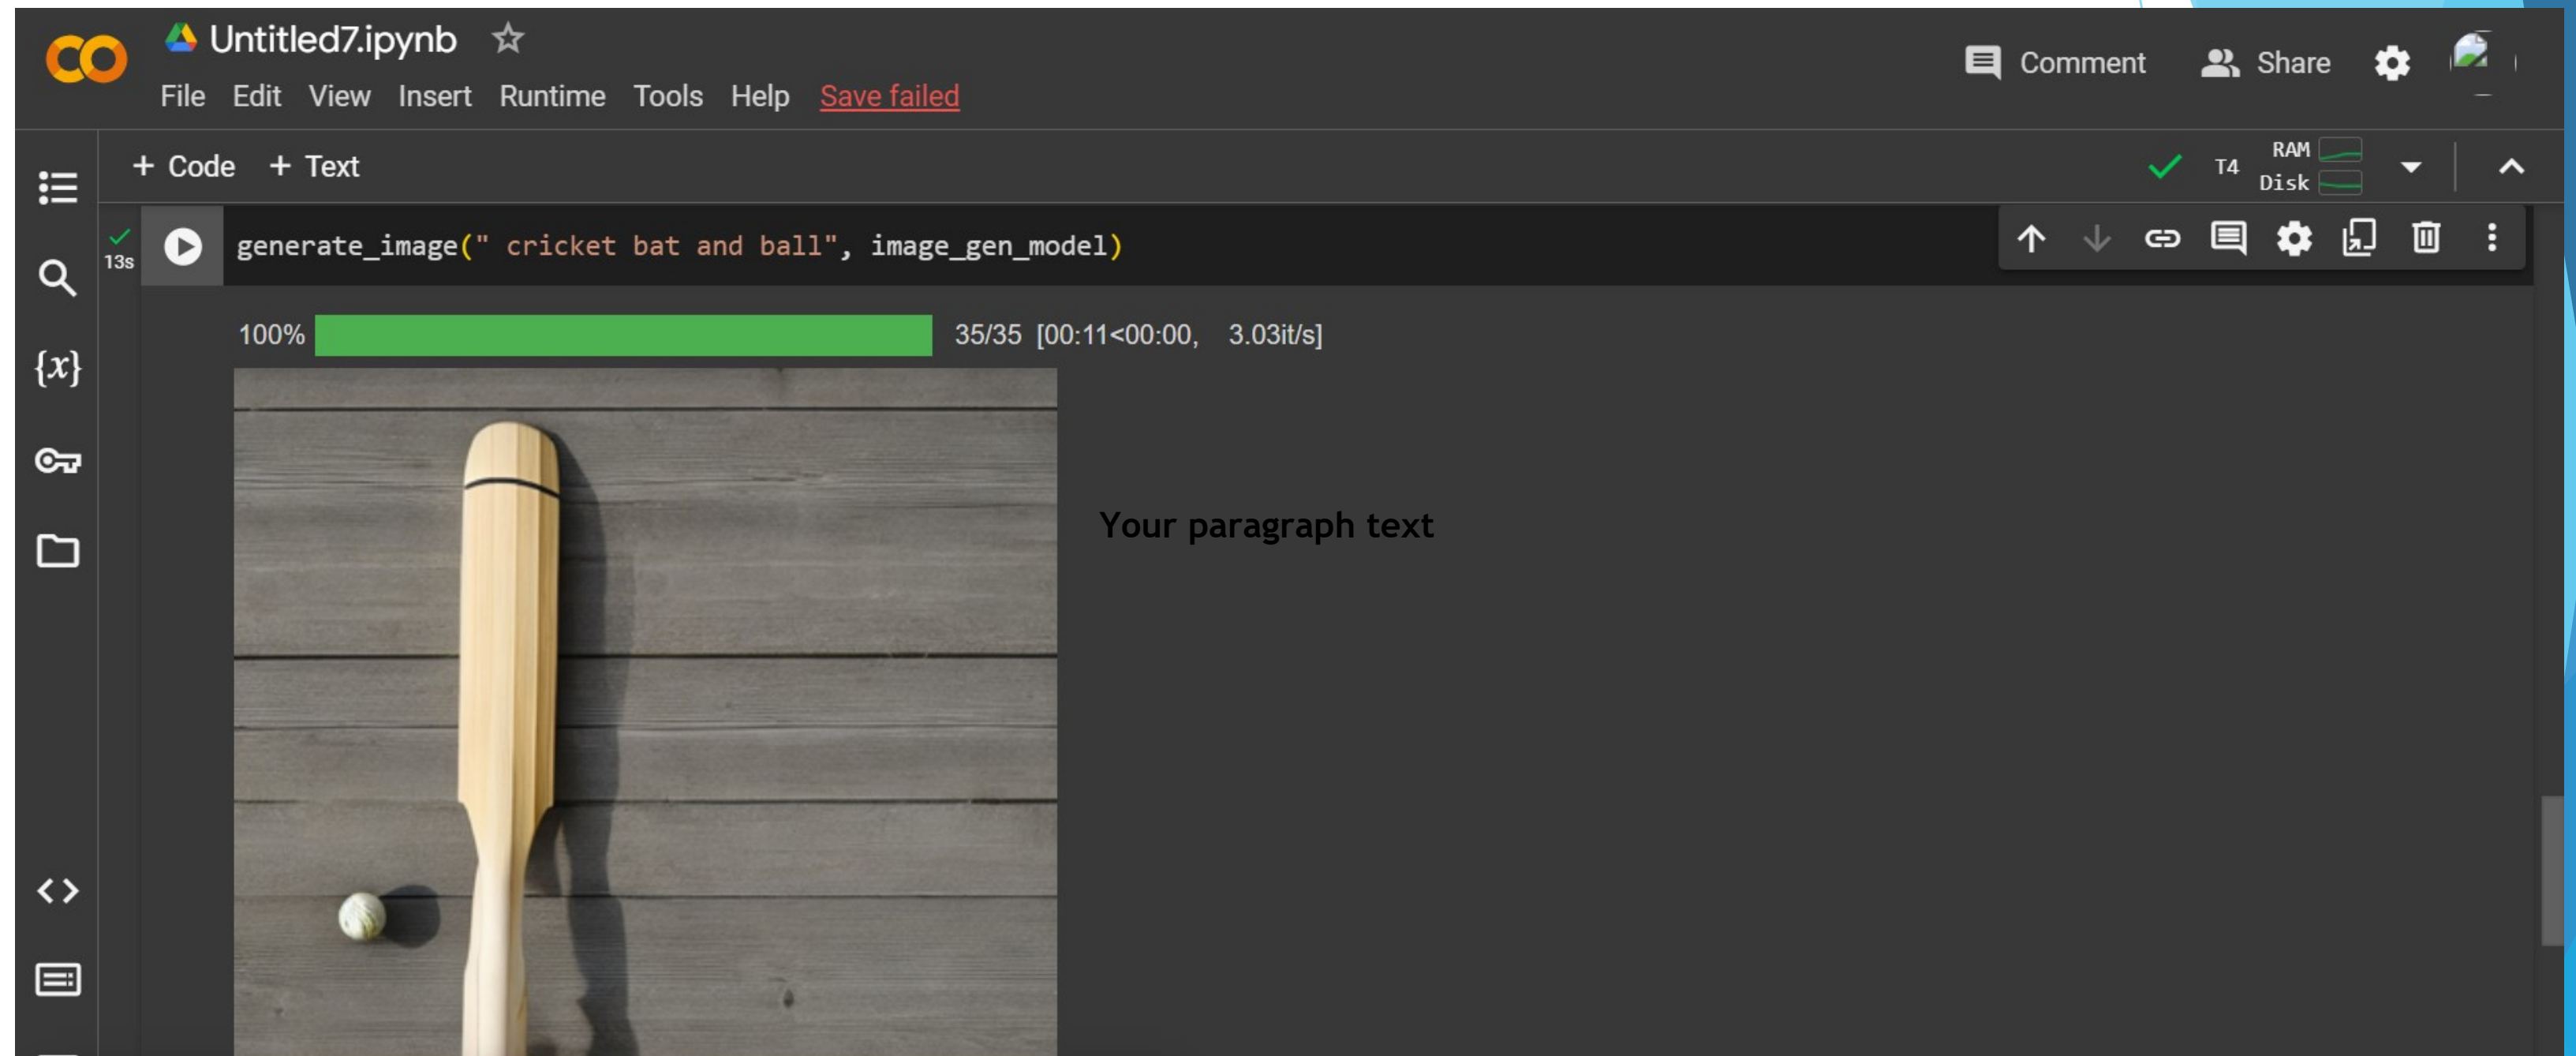 Untitled7.ipynb
File Edit View Insert Runtime Tools Help Save failed
Comment Share
+ Code + Text
T4 RAM
Disk
13s
generate_image(" cricket bat and ball", image_gen_model)
100% 35/35 [00:11<00:00, 3.03it/s]
{x}
Your paragraph text